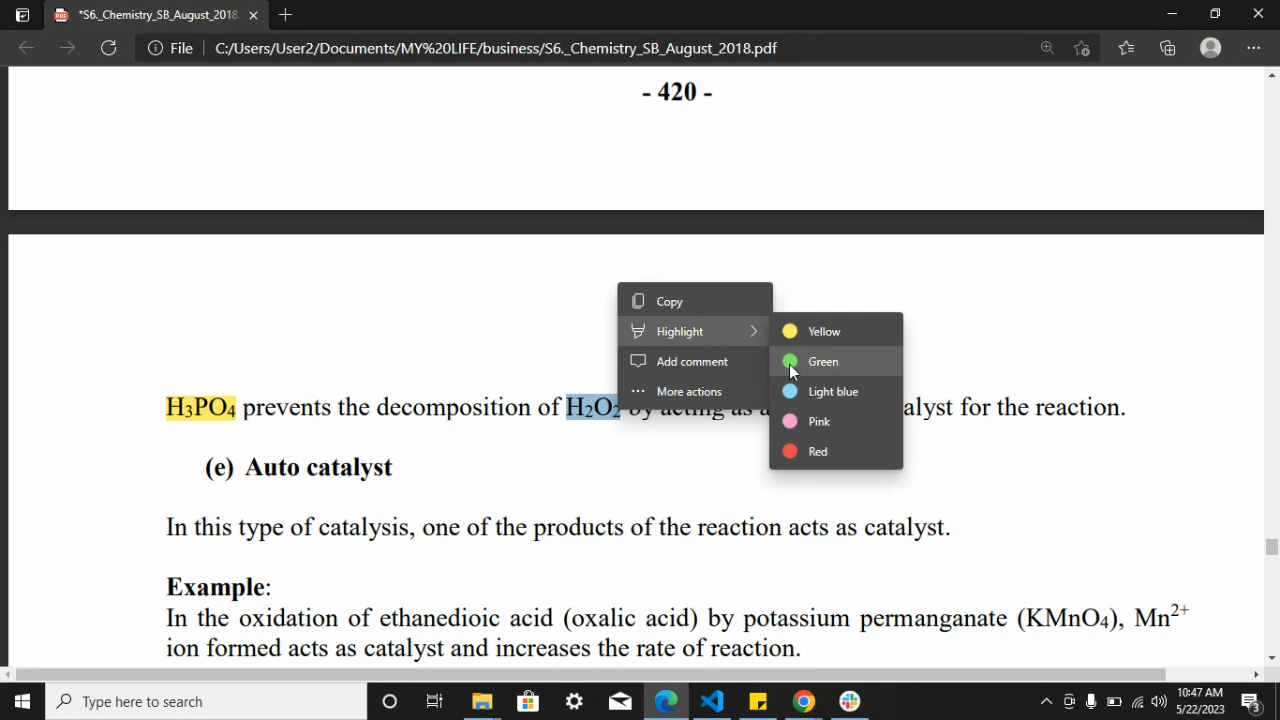 *S6._Chemistry_SB_August_2018.
File
C:/Users/User2/Documents/MY%20LIFE/business/S6._Chemistry_SB_August_2018.pdf
- 420 -
Copy
Highlight
Add comment
More actions
Yellow
Green
Light blue
Pink
Red
H₃PO₄ prevents the decomposition of H₂O₂ by acting as a alyst for the reaction.
(e) Auto catalyst
In this type of catalysis, one of the products of the reaction acts as catalyst.
Example:
In the oxidation of ethanedioic acid (oxalic acid) by potassium permanganate (KMnO₄), Mn²⁺
ion formed acts as catalyst and increases the rate of reaction.
Type here to search
10:47 AM
5/22/2023
3